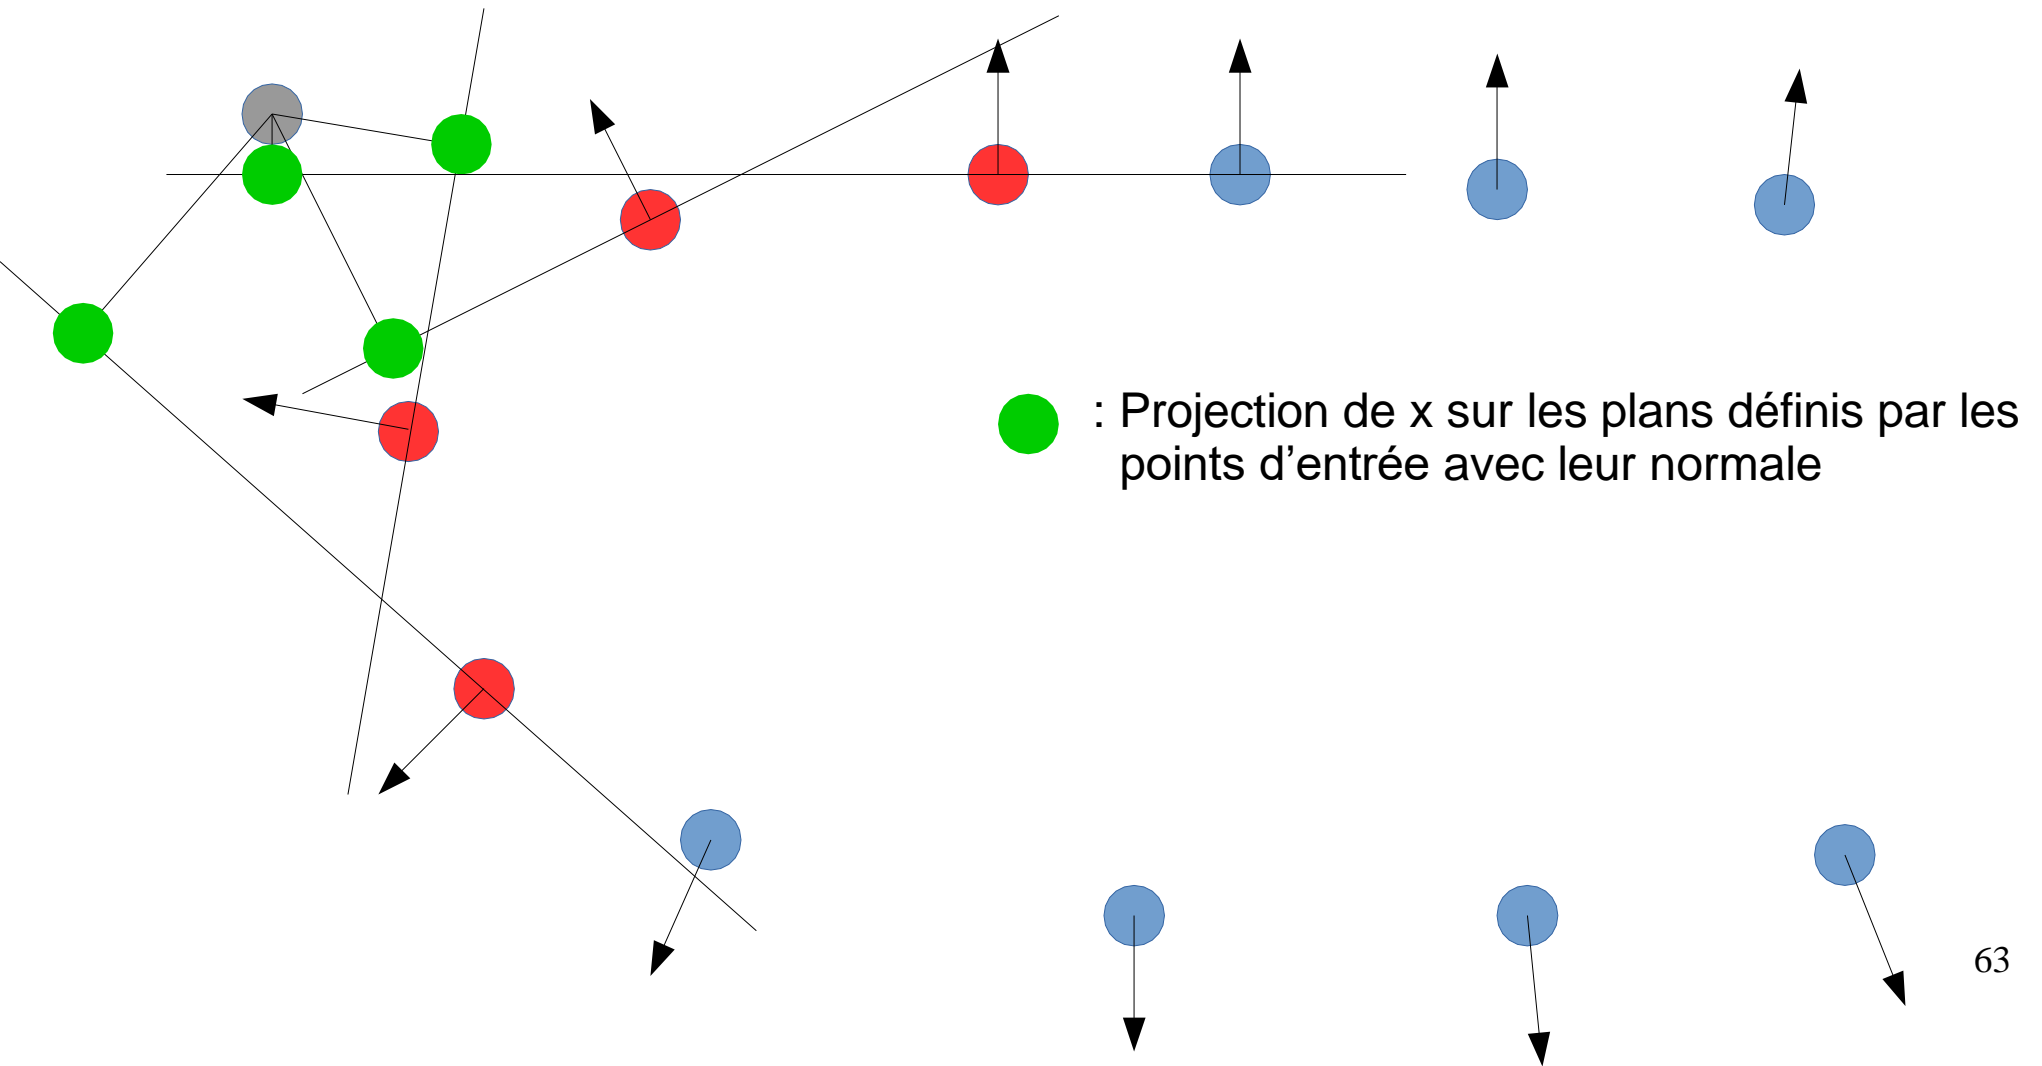 : Projection de x sur les plans définis par les
points d’entrée avec leur normale
63